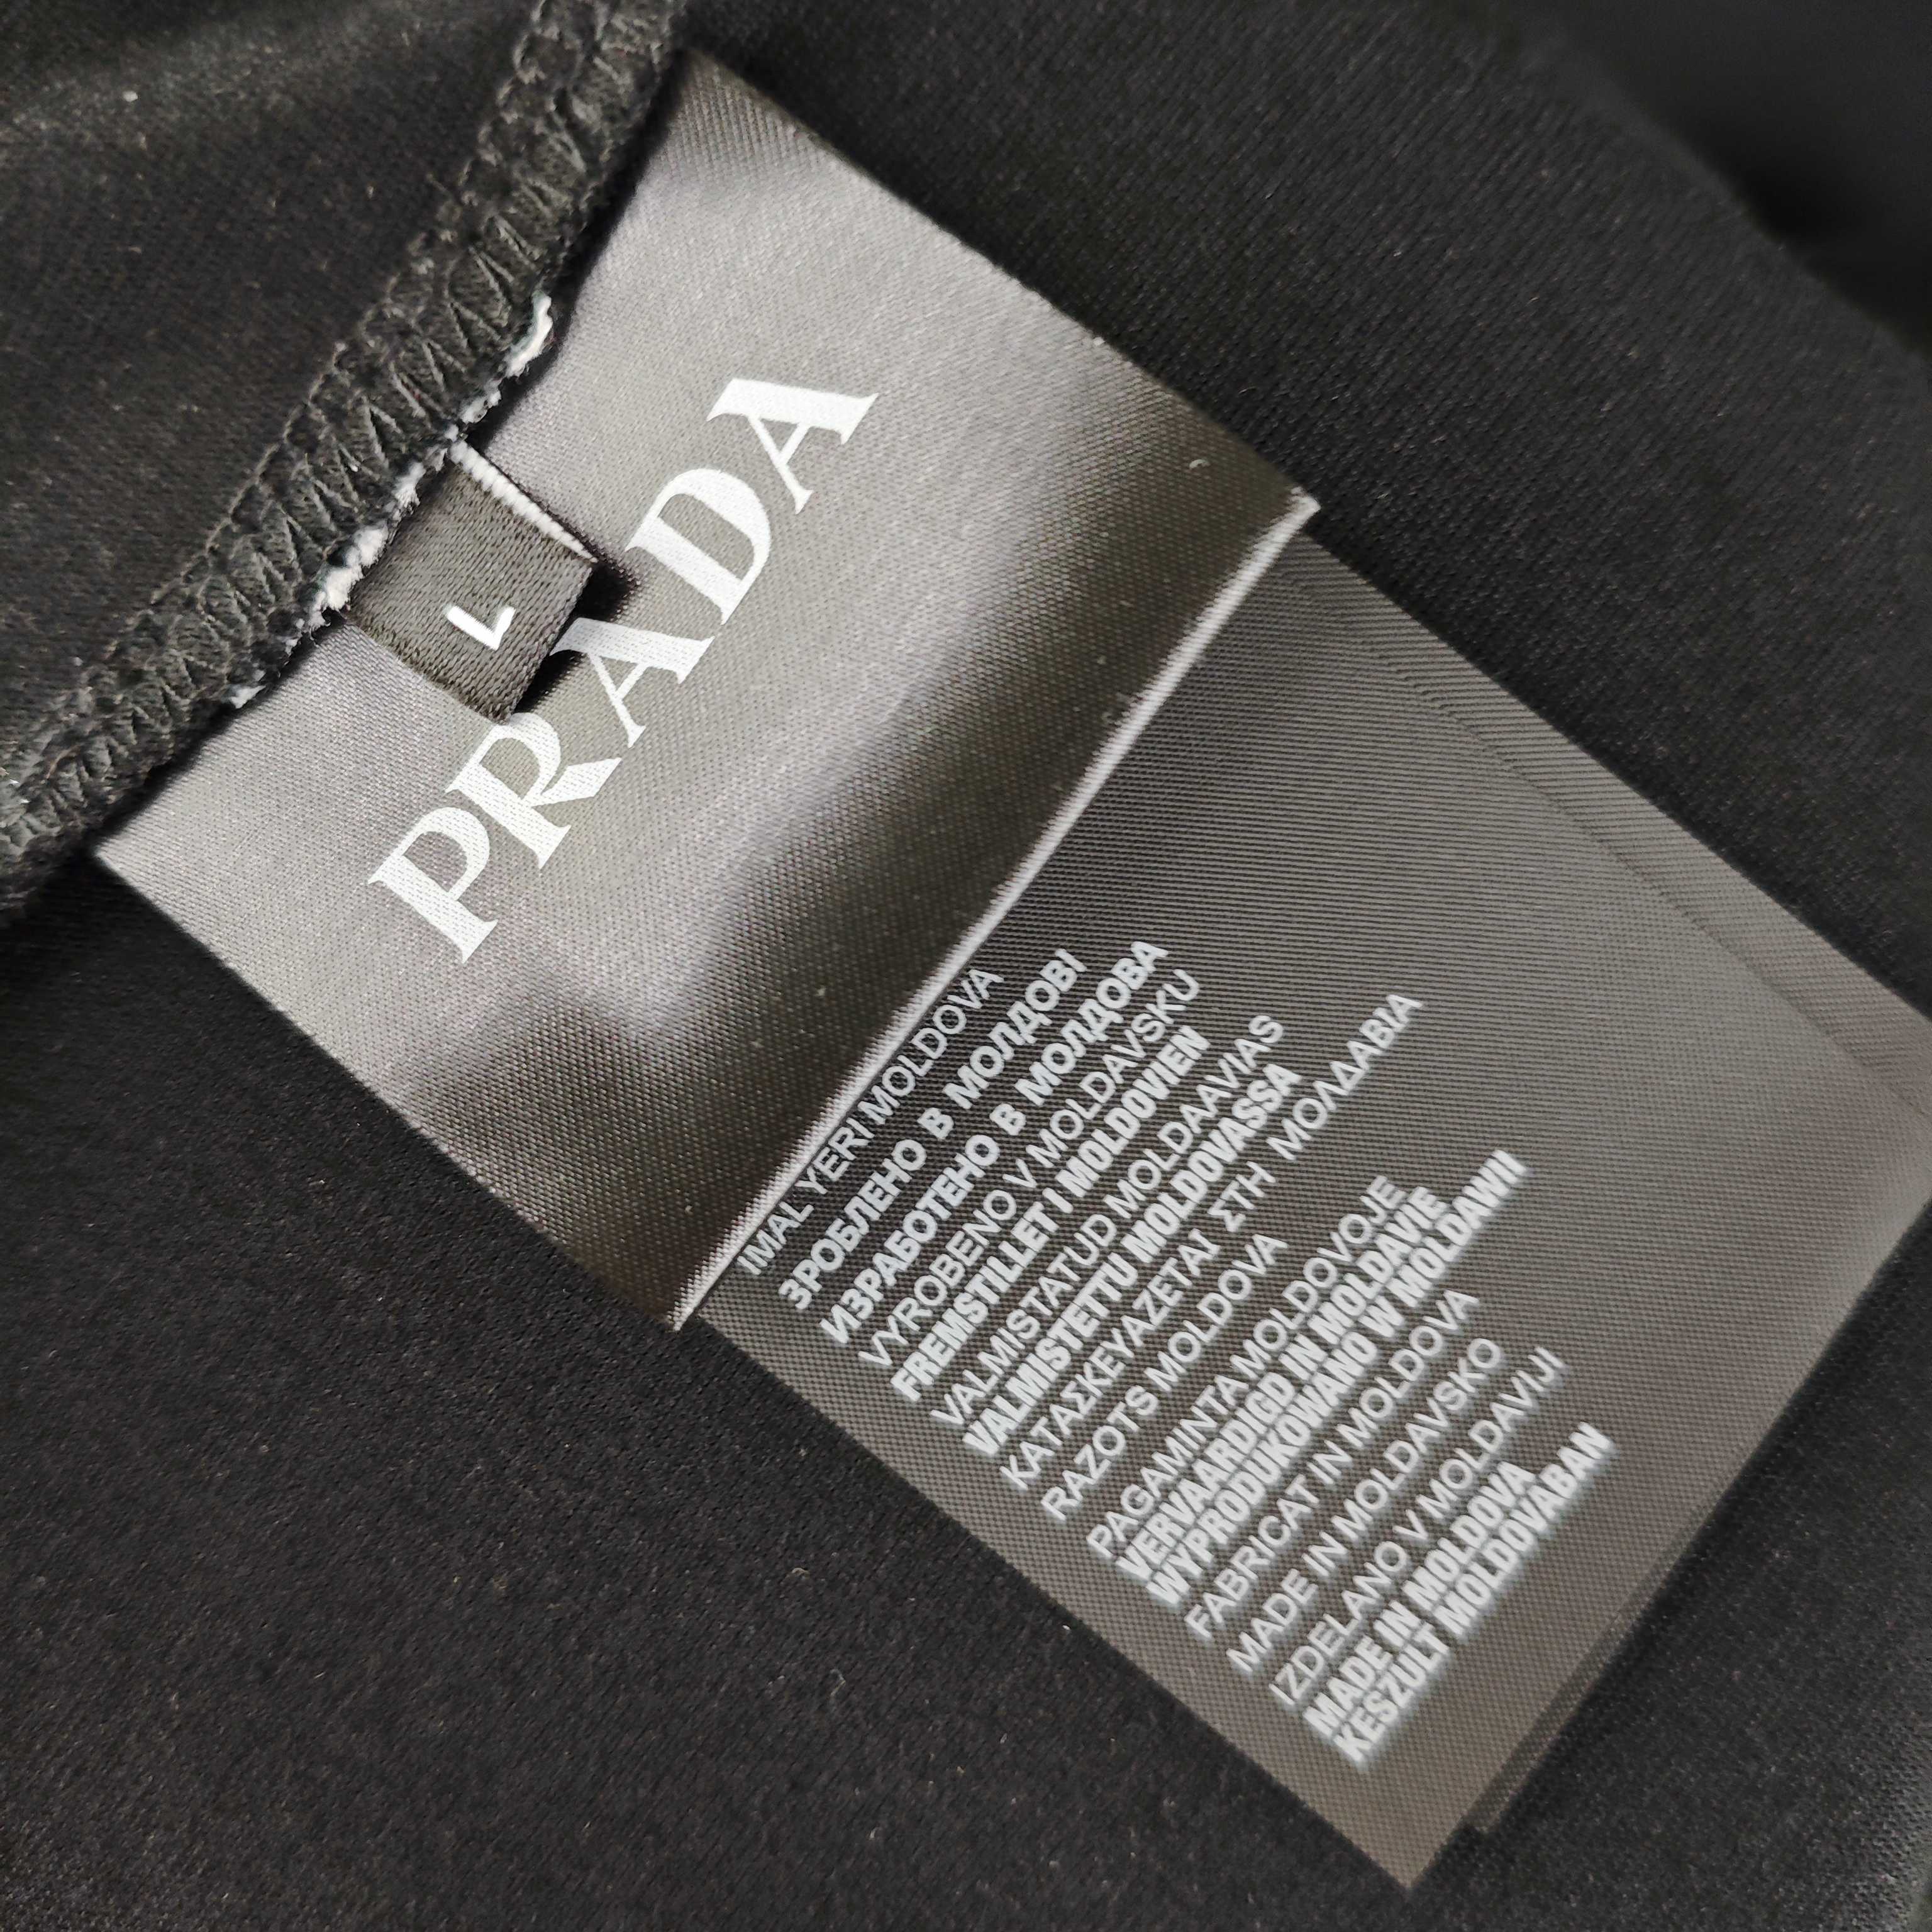 PRADA
L
IMAL YERI MOLDOVA
ЗРОБЛЕНО В МОЛДОВІ
ИЗРАБОТЕНО В МОЛДОВА
VYROBENO V MOLDAVSKU
FREMSTILLET I MOLDOVIEN
VALMISTATUD MOLDAAVIAS
VALMISTETTU MOLDOVASSA
ΚΑΤΑΣΚΕΥΑΖΕΤΑΙ ΣΤΗ ΜΟΛΔΑΒΙΑ
RAZOTS MOLDOVA
PAGAMINTA MOLDOVOJE
VERVAARDIGD IN MOLDAVIE
WYPRODUKOWANO W MOLDAWII
FABRICAT IN MOLDOVA
MADE IN MOLDAVSKO
IZDELANO V MOLDAVIJI
MADE IN MOLDOVA
KESZULT MOLDOVABAN